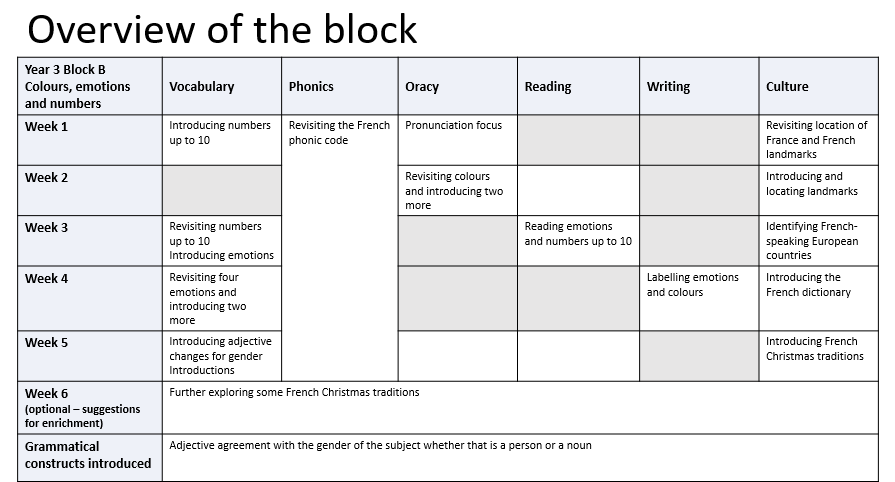 Overview of the block
Year 3 Block B
Colours, emotions
and numbers
Vocabulary
Phonics
Oracy
Reading
Writing
Culture
Week 1
Introducing numbers
up to 10
Revisiting the French
phonic code
Pronunciation focus
Revisiting location of
France and French
landmarks
Week 2
Revisiting colours
and introducing two
more
Introducing and
locating landmarks
Week 3
Revisiting numbers
up to 10
Introducing emotions
Reading emotions
and numbers up to 10
Identifying French-
speaking European
countries
Week 4
Revisiting four
emotions and
introducing two
more
Labelling emotions
and colours
Introducing the
French dictionary
Week 5
Introducing adjective
changes for gender
Introductions
Introducing French
Christmas traditions
Week 6
(optional – suggestions
for enrichment)
Further exploring some French Christmas traditions
Grammatical
constructs introduced
Adjective agreement with the gender of the subject whether that is a person or a noun